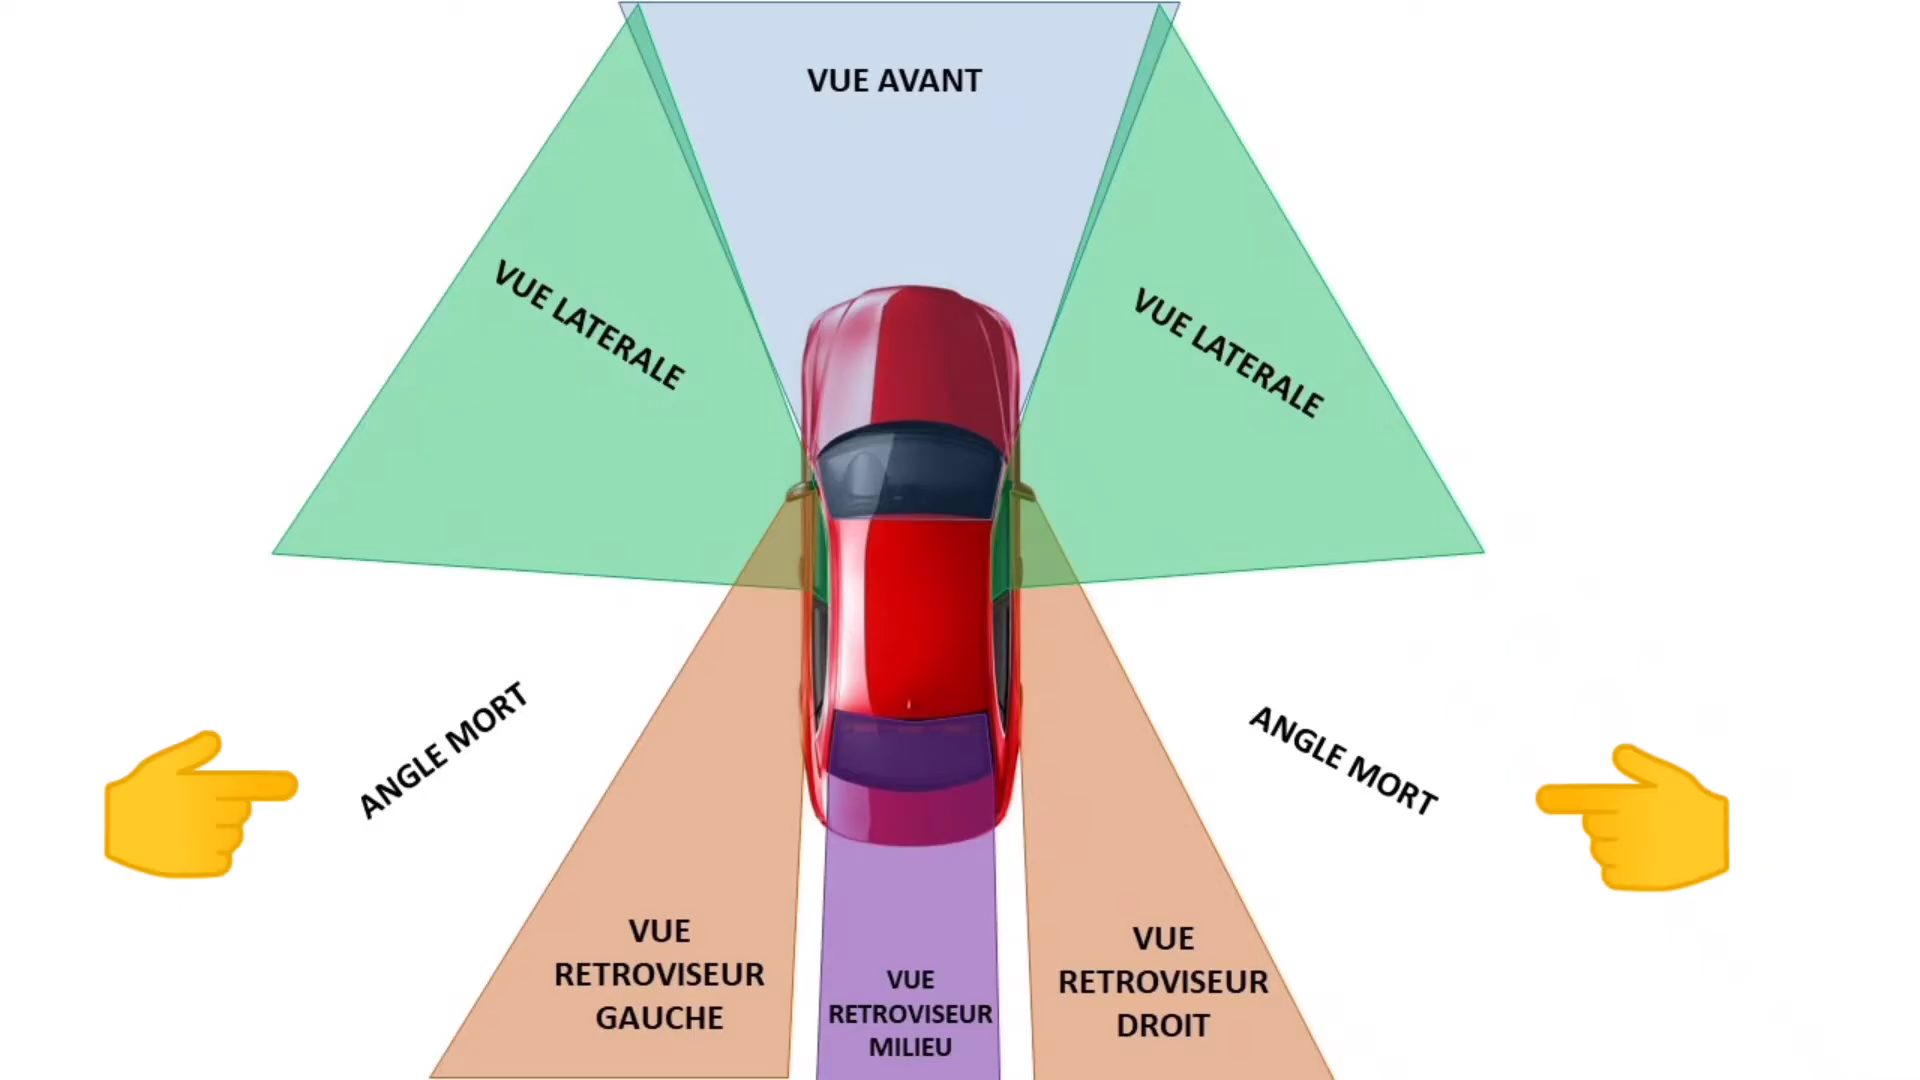 VUE AVANT
VUE LATERALE
VUE LATERALE
ANGLE MORT
ANGLE MORT
VUE
RETROVISEUR
GAUCHE
VUE
RETROVISEUR
MILIEU
VUE
RETROVISEUR
DROIT